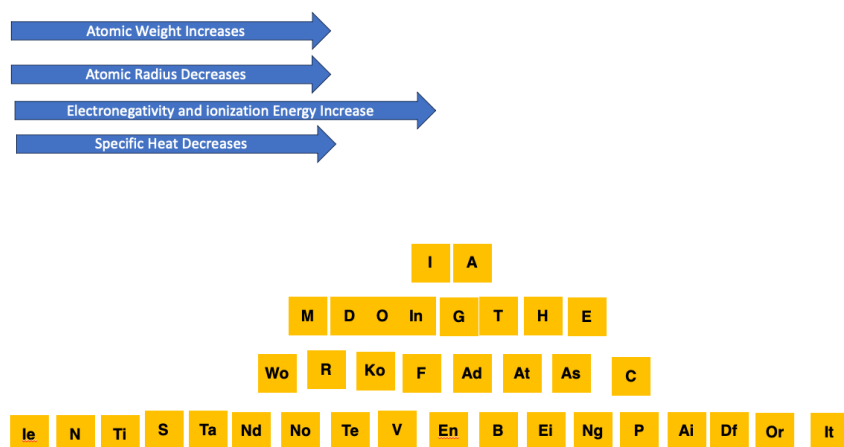 Atomic Weight Increases
Atomic Radius Decreases
Electronegativity and ionization Energy Increase
Specific Heat Decreases
I A
M D O In G T H E
Wo R Ko F Ad At As C
Ie N Ti S Ta Nd No Te V En B Ei Ng P Ai Df Or It